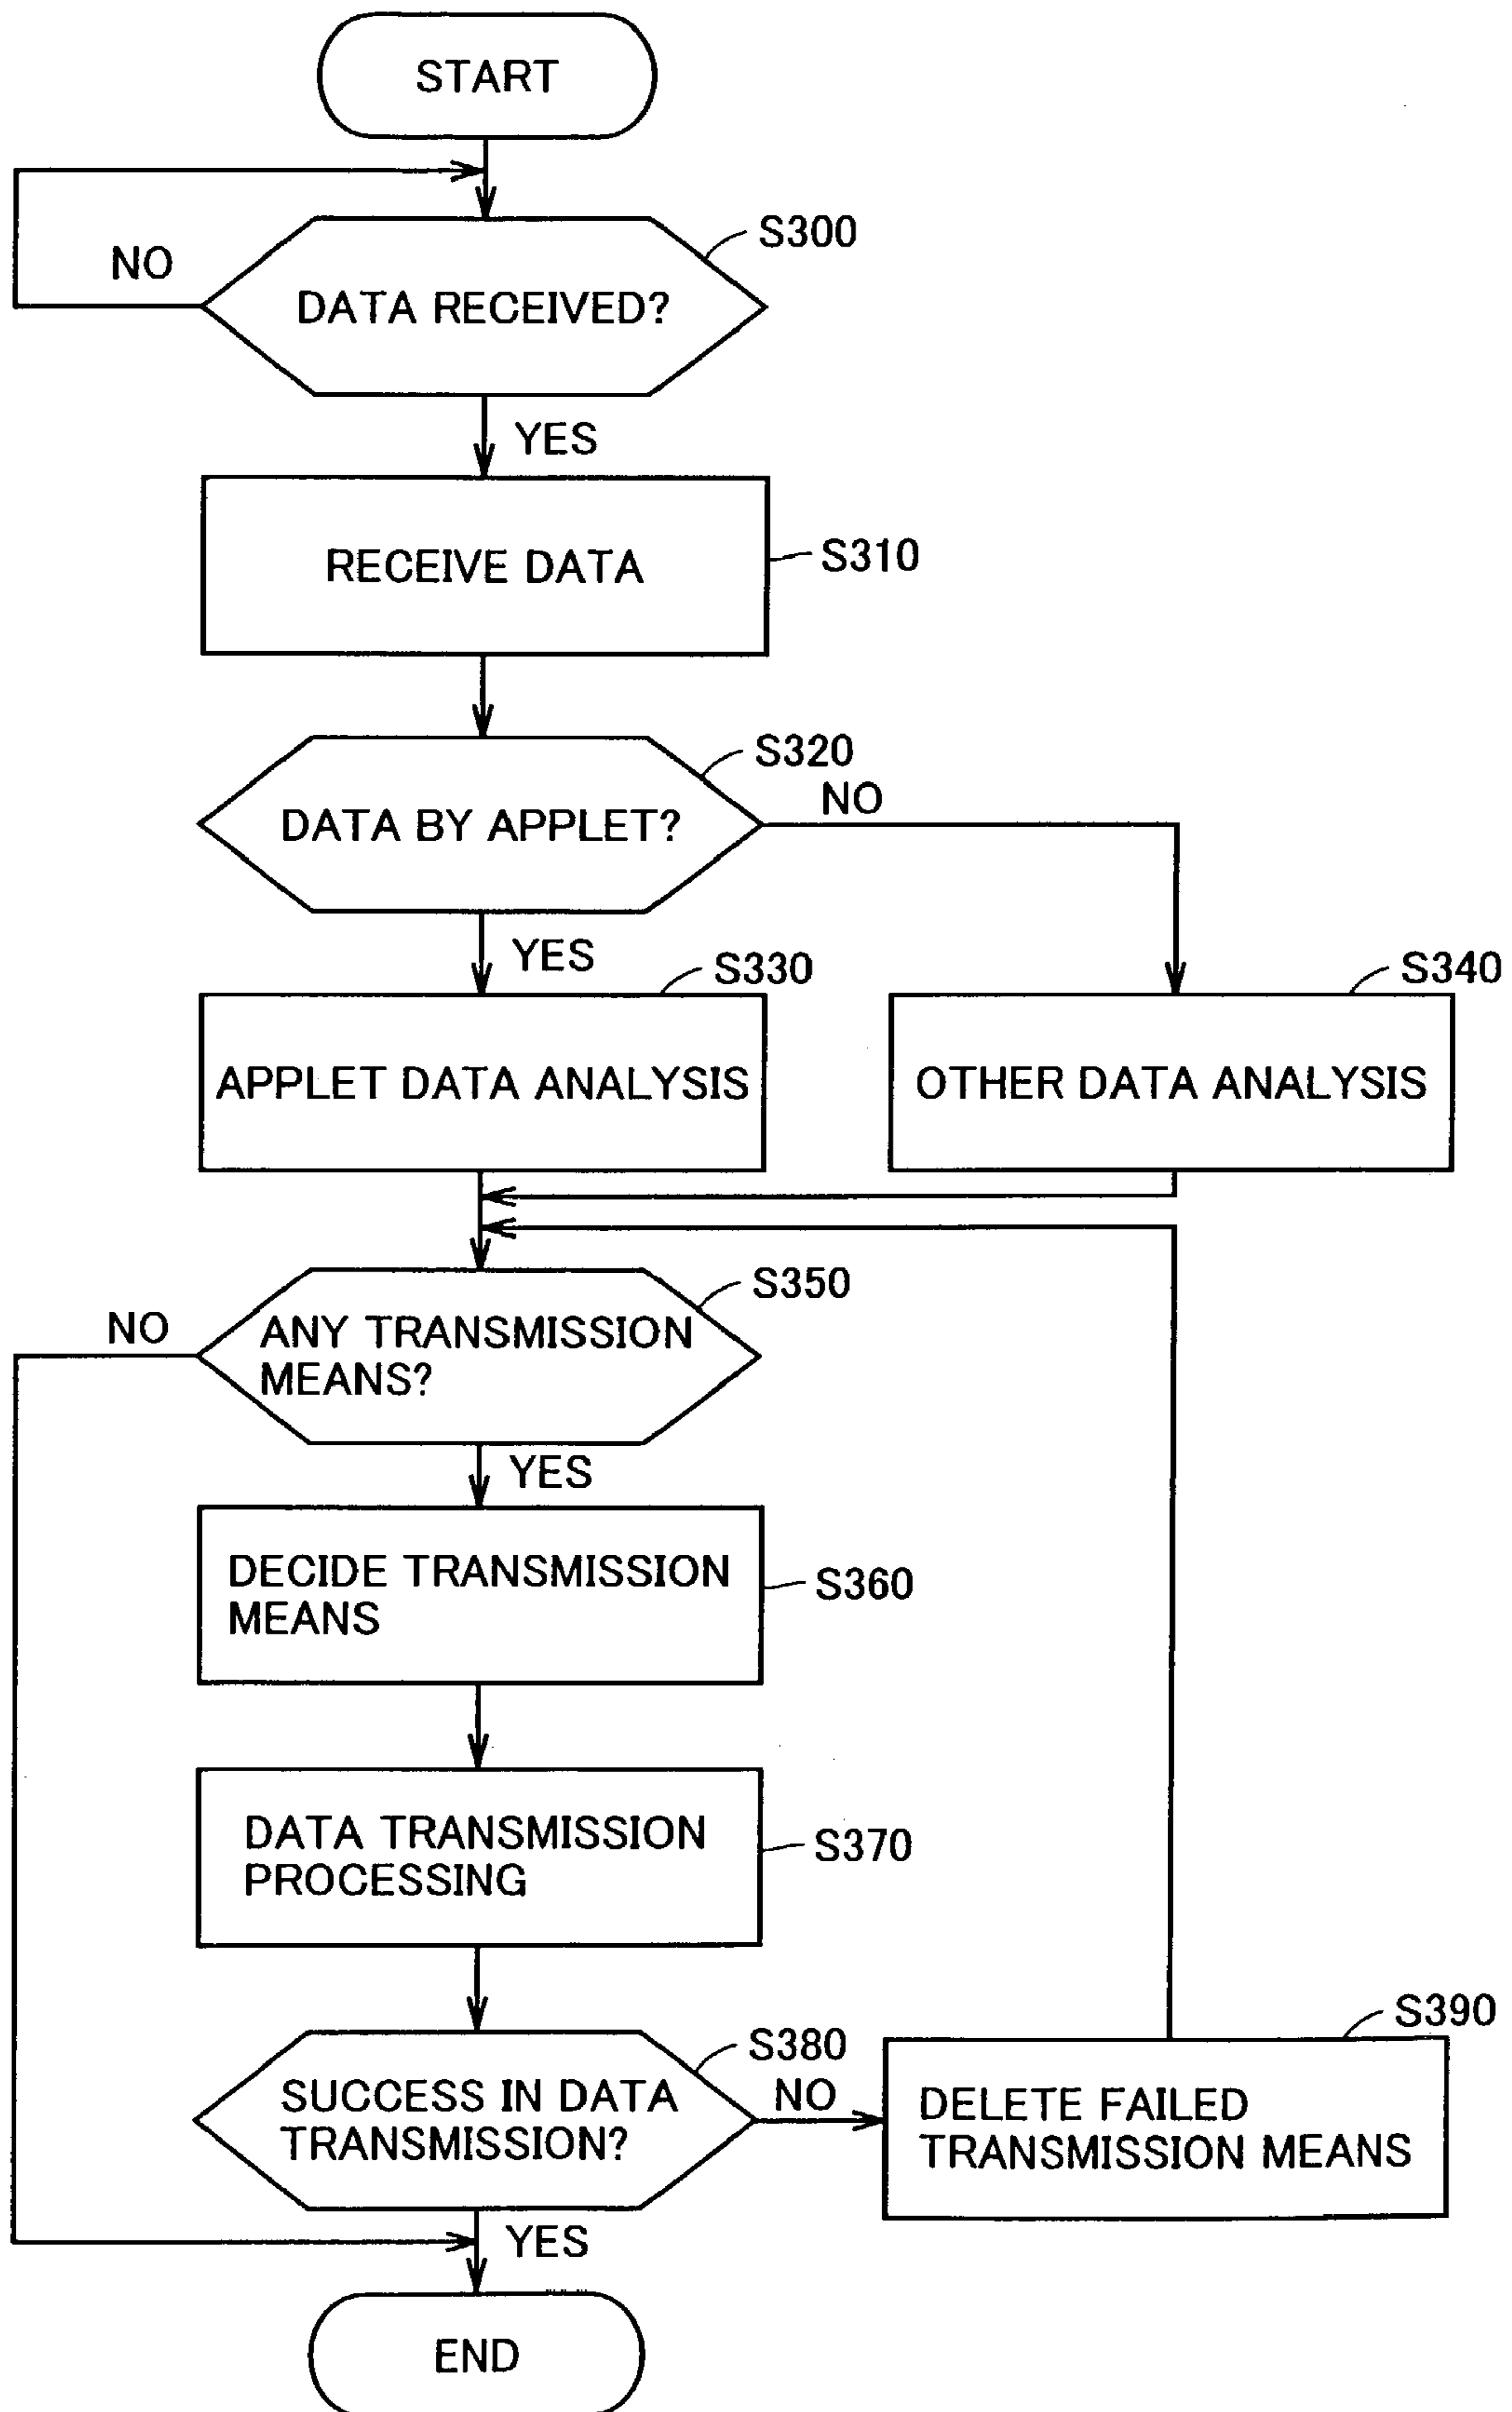 START
S300
NO
DATA RECEIVED?
YES
RECEIVE DATA
S310
S320
NO
DATA BY APPLET?
YES
S330
S340
APPLET DATA ANALYSIS
OTHER DATA ANALYSIS
S350
NO
ANY TRANSMISSION
MEANS?
YES
DECIDE TRANSMISSION
MEANS
S360
DATA TRANSMISSION
PROCESSING
S370
S380
S390
NO
SUCCESS IN DATA
TRANSMISSION?
DELETE FAILED
TRANSMISSION MEANS
YES
END